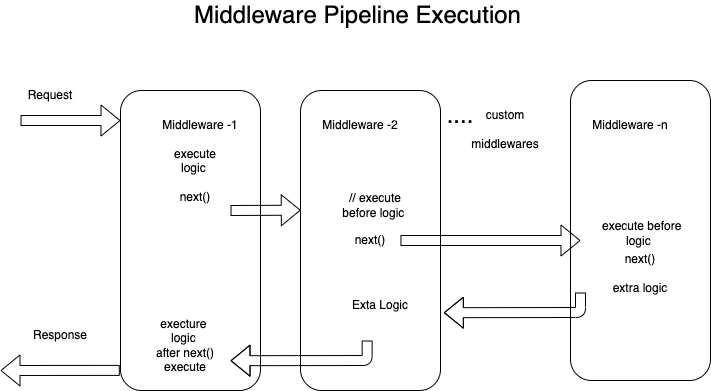 Middleware Pipeline Execution
Request
Middleware -1
execute
logic
next()
Middleware -2
// execute
before logic
next()
Exta Logic
.... custom
middlewares
Middleware -n
execute before
logic
next()
extra logic
Response
execture
logic
after next()
execute